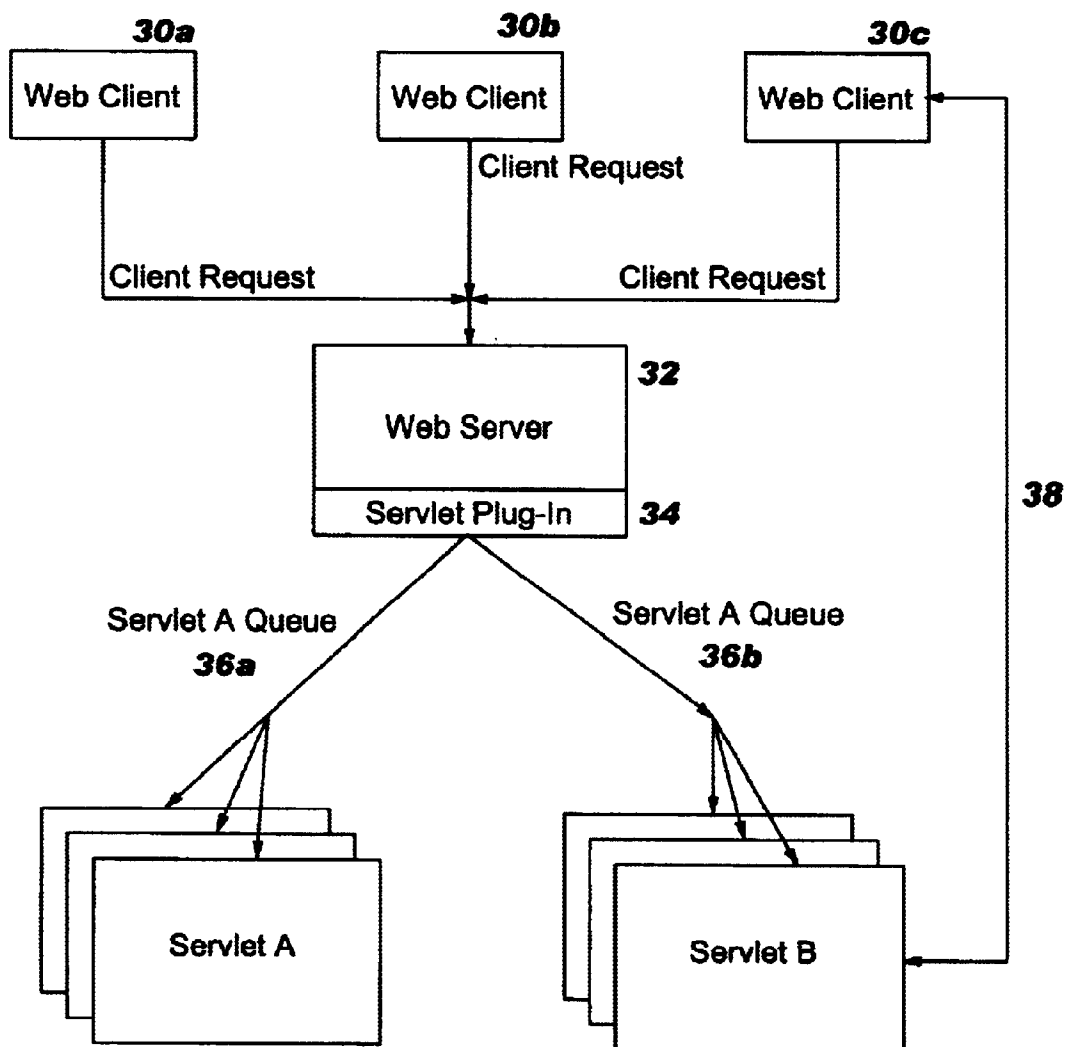 30a
30b
30c
Web Client
Web Client
Web Client
Client Request
Client Request
Client Request
32
Web Server
38
Servlet Plug-In
34
Servlet A Queue
36a
Servlet A Queue
36b
Servlet A
Servlet B